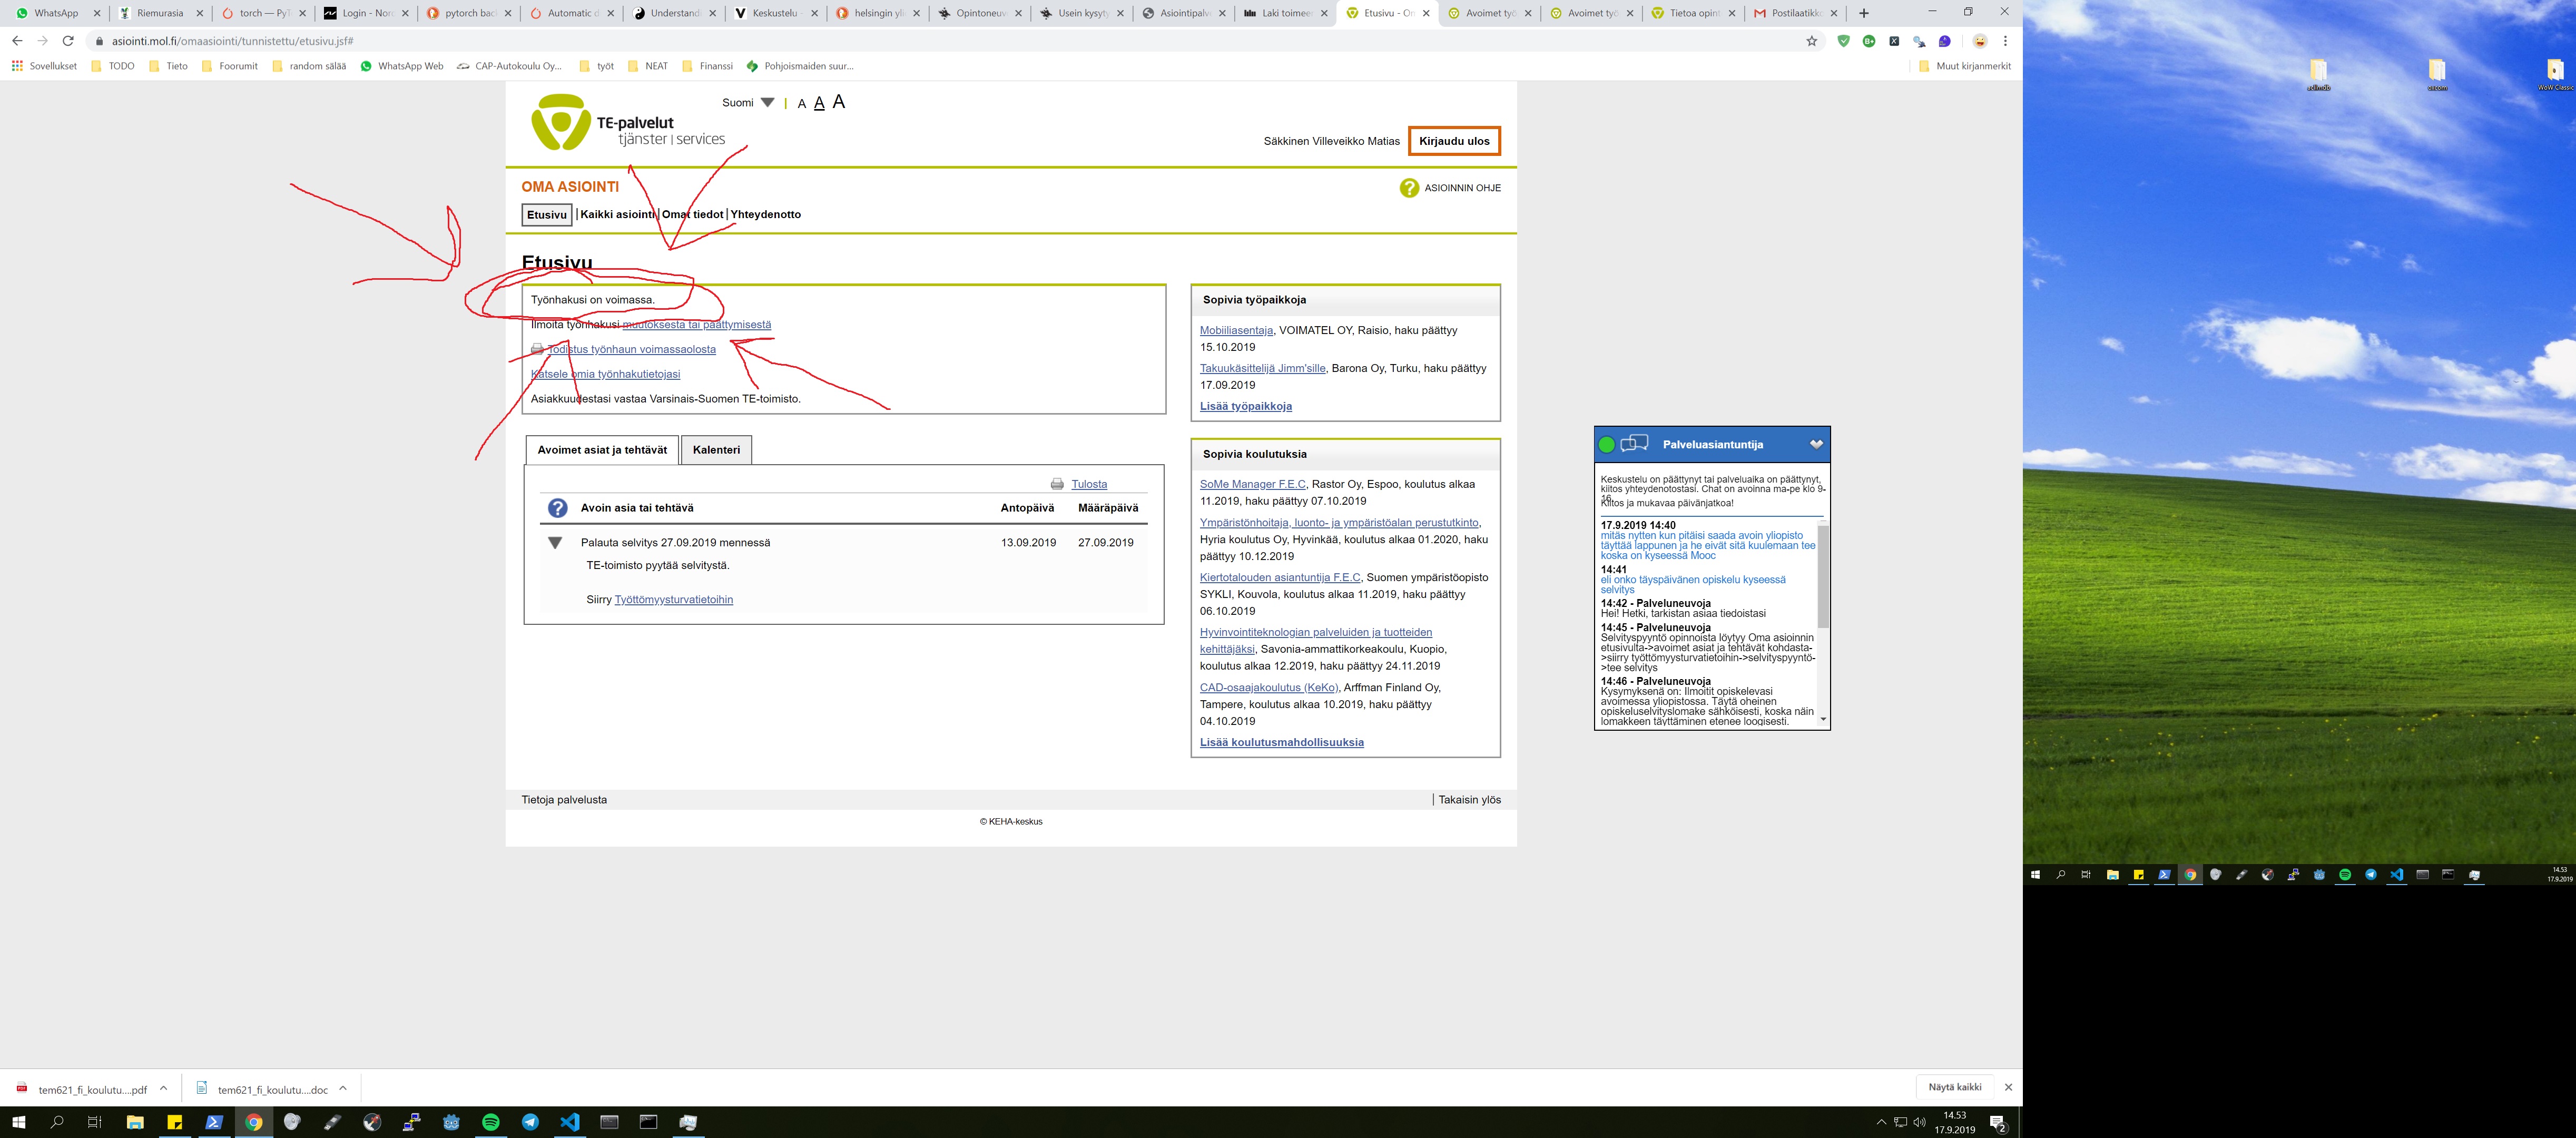 WhatsApp
Riemurasia
torch — PyT
Login - Nor
pytorch bac
Automatic d
Understandi
Keskustelu -
helsingin yli
Opintoneuv
Usein kysyty
Asiointipalv
Laki toimee
Etusivu - Om
Avoimet työ
Avoimet työ
Tietoa opint
Postilaatikko
asiointi.mol.fi/omaasiointi/tunnistettu/etusivu.jsf#
Sovellukset
TODO
Tieto
Foorumit
random sälää
WhatsApp Web
CAP-Autokoulu Oy...
työt
NEAT
Finanssi
Pohjoismaiden suur...
Muut kirjanmerkit
TE-palvelut
tjänster | services
Suomi | A A A
Säkkinen Villeveikko Matias
Kirjaudu ulos
OMA ASIOINTI
ASIOINNIN OHJE
Etusivu | Kaikki asiointi | Omat tiedot | Yhteydenotto
Etusivu
Työnhakusi on voimassa.
Ilmoita työnhakusi muutoksesta tai päättymisestä
Todistus työnhaun voimassaolosta
Katsele omia työnhakutietojasi
Asiakkuudestasi vastaa Varsinais-Suomen TE-toimisto.
Avoimet asiat ja tehtävät
Kalenteri
Tulosta
Avoin asia tai tehtävä
Antopäivä
Määräpäivä
Palauta selvitys 27.09.2019 mennessä
13.09.2019
27.09.2019
TE-toimisto pyytää selvitystä.
Siirry Työttömyysturvatietoihin
Sopivia työpaikkoja
Mobiiliasentaja, VOIMATEL OY, Raisio, haku päättyy
15.10.2019
Takuukäsittelijä Jimm'sille, Barona Oy, Turku, haku päättyy
17.09.2019
Lisää työpaikkoja
Sopivia koulutuksia
SoMe Manager F.E.C, Rastor Oy, Espoo, koulutus alkaa
11.2019, haku päättyy 07.10.2019
Ympäristönhoitaja, luonto- ja ympäristöalan perustutkinto,
Hyria koulutus Oy, Hyvinkää, koulutus alkaa 01.2020, haku
päättyy 10.12.2019
Kiertotalouden asiantuntija F.E.C, Suomen ympäristöopisto
SYKLI, Kouvola, koulutus alkaa 11.2019, haku päättyy
06.10.2019
Hyvinvointiteknologian palveluiden ja tuotteiden
kehittäjäksi, Savonia-ammattikorkeakoulu, Kuopio,
koulutus alkaa 12.2019, haku päättyy 24.11.2019
CAD-osaajakoulutus (KeKo), Arffman Finland Oy,
Tampere, koulutus alkaa 10.2019, haku päättyy
04.10.2019
Lisää koulutusmahdollisuuksia
Tietoja palvelusta
| Takaisin ylös
© KEHA-keskus
Palveluasiantuntija
Keskustelu on päättynyt tai palveluaika on päättynyt,
kiitos yhteydenotostasi. Chat on avoinna ma-pe klo 9-
16.
Kiitos ja mukavaa päivänjatkoa!
17.9.2019 14:40
mitäs nytten kun pitäisi saada avoin yliopisto
täyttää lappunen ja he eivät sitä kuulemaan tee
koska on kyseessä Mooc
14:41
eli onko täyspäivänen opiskelu kyseessä
selvitys
14:42 - Palveluneuvoja
Hei! Hetki, tarkistan asiaa tiedoistasi
14:45 - Palveluneuvoja
Selvityspyyntö opinnoista löytyy Oma asioinnin
etusivulta->avoimet asiat ja tehtävät kohdasta-
>siirry työttömyysturvatietoihin->selvityspyyntö-
>tee selvitys
14:46 - Palveluneuvoja
Kysymyksenä on: Ilmoitit opiskelevasi
avoimessa yliopistossa. Täytä oheinen
opiskeluselvityslomake sähköisesti, koska näin
lomakkeen täyttäminen etenee loogisesti.
WoW Classic
14.53
17.9.2019
tem621_fi_koulutu....pdf
tem621_fi_koulutu....doc
Näytä kaikki
14.53
17.9.2019
2